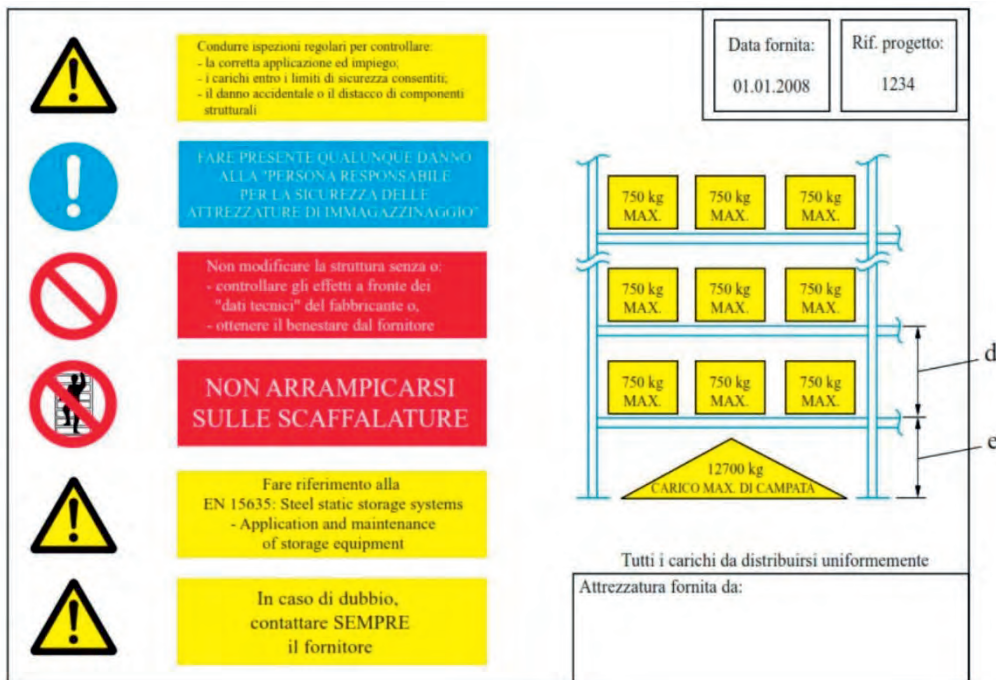 Condurre ispezioni regolari per controllare:
- la corretta applicazione ed impiego;
- i carichi entro i limiti di sicurezza consentiti;
- il danno accidentale o il distacco di componenti
strutturali
FARE PRESENTE QUALUNQUE DANNO
ALLA "PERSONA RESPONSABILE
PER LA SICUREZZA DELLE
ATTREZZATURE DI IMMAGAZZINAGGIO"
Non modificare la struttura senza o:
- controllare gli effetti a fronte dei
"dati tecnici" del fabbricante o,
- ottenere il benestare dal fornitore
NON ARRAMPICARSI
SULLE SCAFFALATURE
Fare riferimento alla
EN 15635: Steel static storage systems
- Application and maintenance
of storage equipment
In caso di dubbio,
contattare SEMPRE
il fornitore
Data fornita:
01.01.2008
Rif. progetto:
1234
750 kg 750 kg 750 kg
MAX. MAX. MAX.
750 kg 750 kg 750 kg
MAX. MAX. MAX.
d
750 kg 750 kg 750 kg
MAX. MAX. MAX.
e
12700 kg
CARICO MAX. DI CAMPATA
Tutti i carichi da distribuirsi uniformemente
Attrezzatura fornita da: